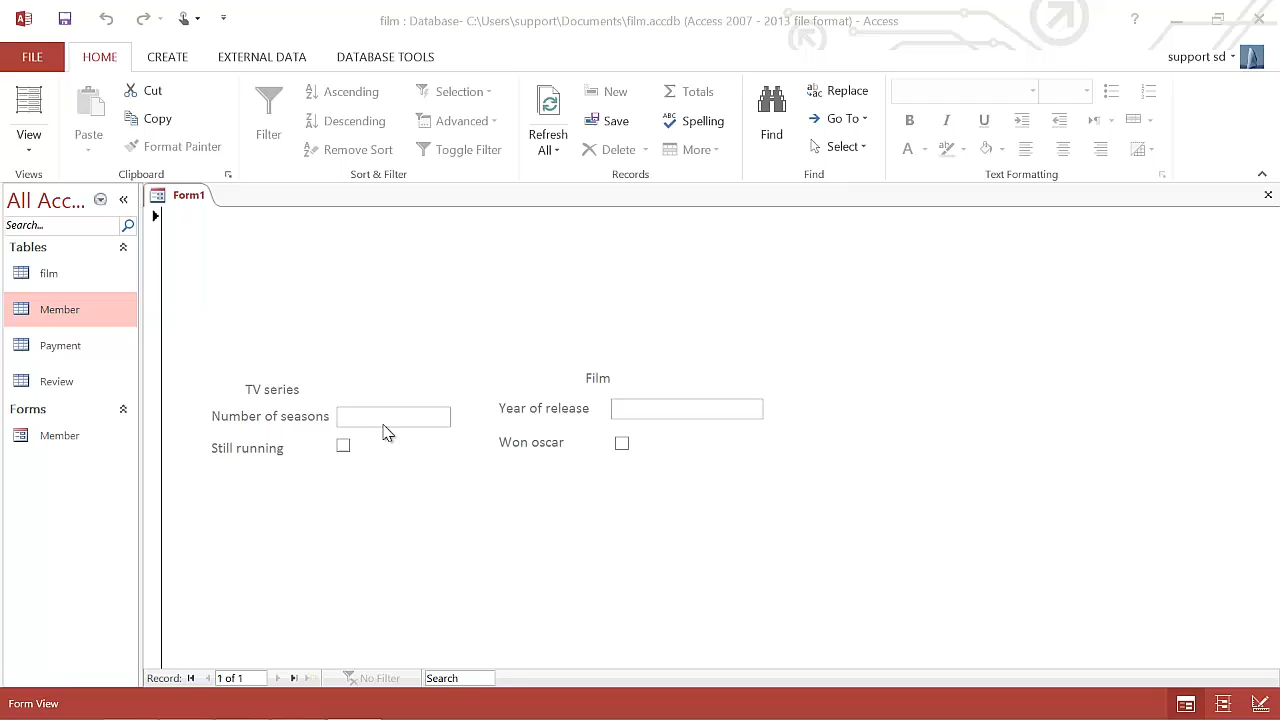 film : Database- C:\Users\support\Documents\film.accdb (Access 2007 - 2013 file format) - Access
?
FILE HOME CREATE EXTERNAL DATA DATABASE TOOLS support sd
View
Paste
Cut
Copy
Format Painter
Filter
Ascending
Descending
Remove Sort
Selection
Advanced
Toggle Filter
Refresh
All
New
Save
Delete
Totals
Spelling
More
Find
Replace
Go To
Select
B I U
A
Views Clipboard Sort & Filter Records Find Text Formatting
All Acc...
Search...
Tables
film
Member
Payment
Review
Forms
Member
Form1
TV series
Number of seasons
Still running
Film
Year of release
Won oscar
Record: 1 of 1 No Filter Search
Form View